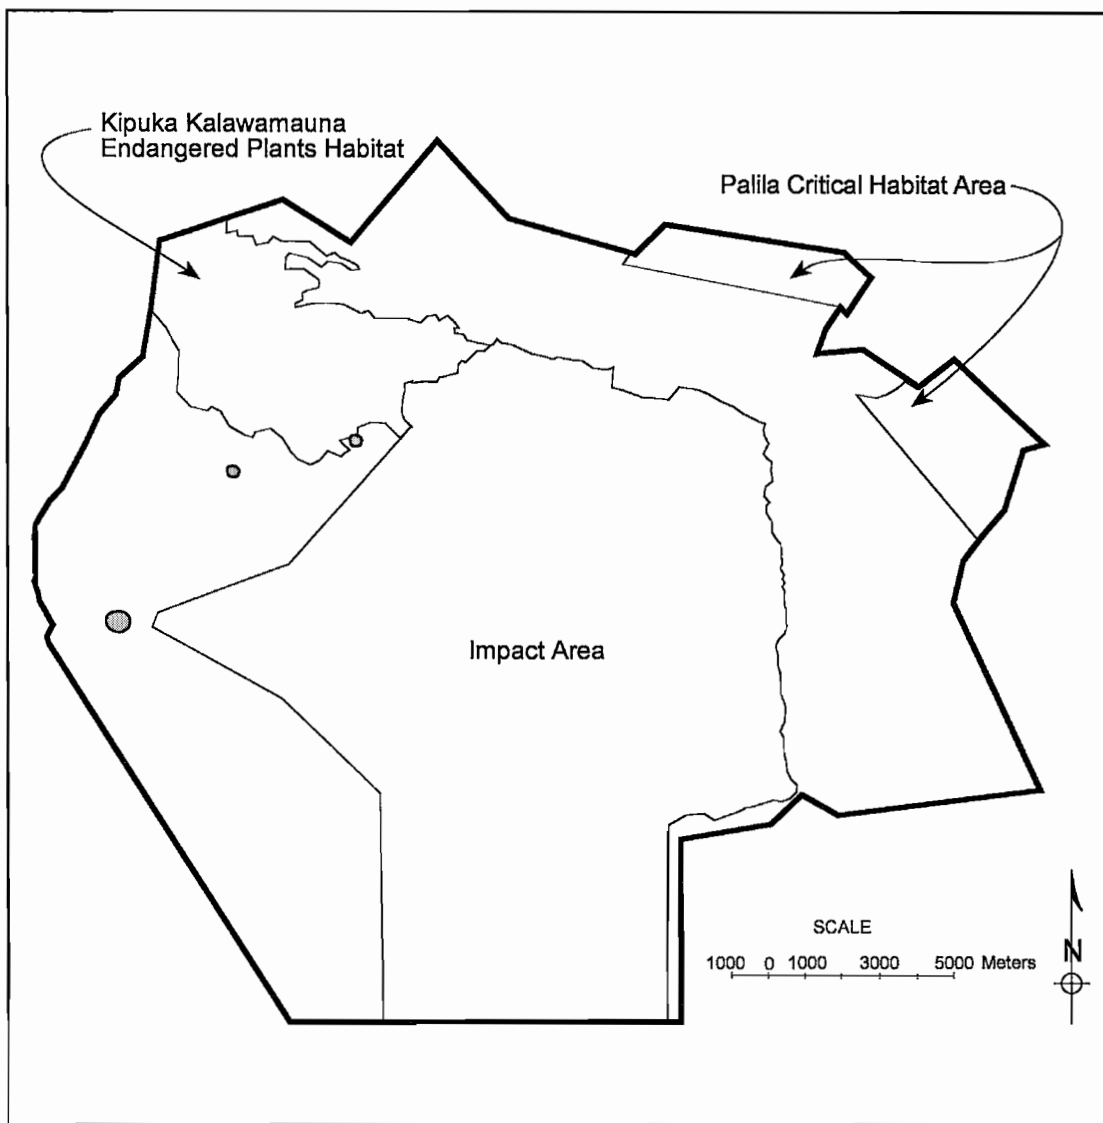 Kipuka Kalawamauna
Endangered Plants Habitat
Palila Critical Habitat Area
Impact Area
SCALE
1000 0 1000 3000 5000 Meters
N